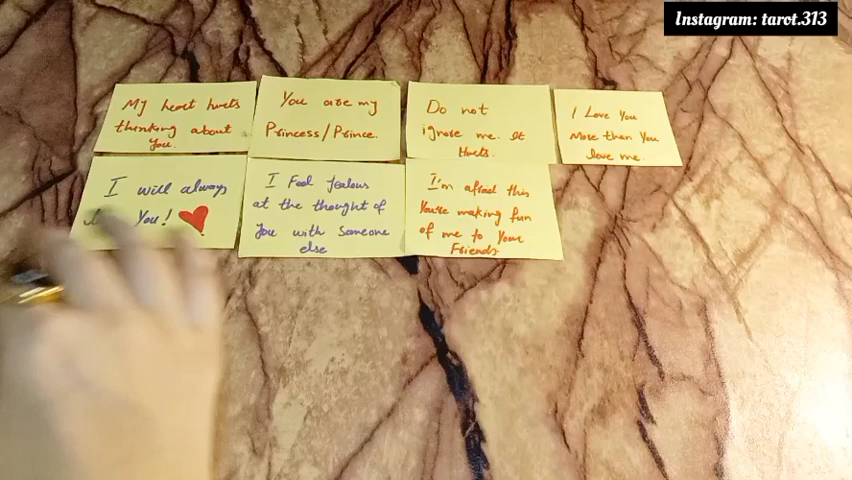 Instagram: tarot.313
My heart hurts
thinking about
you.
You are my
Princess/Prince.
Do not
ignore me. It
Hurts.
I Love You
More than You
love me.
I will always
You!
I Feel Jealous
at the thought of
You with Someone
else
I'm afraid this
You're making fun
of me to Your
Friends.